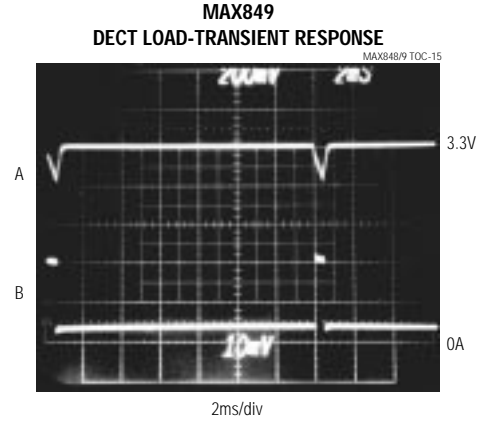 MAX849
DECT LOAD-TRANSIENT RESPONSE
MAX848/9 TOC-15
200mV 2mS
3.3V
A
B
10mV
0A
2ms/div